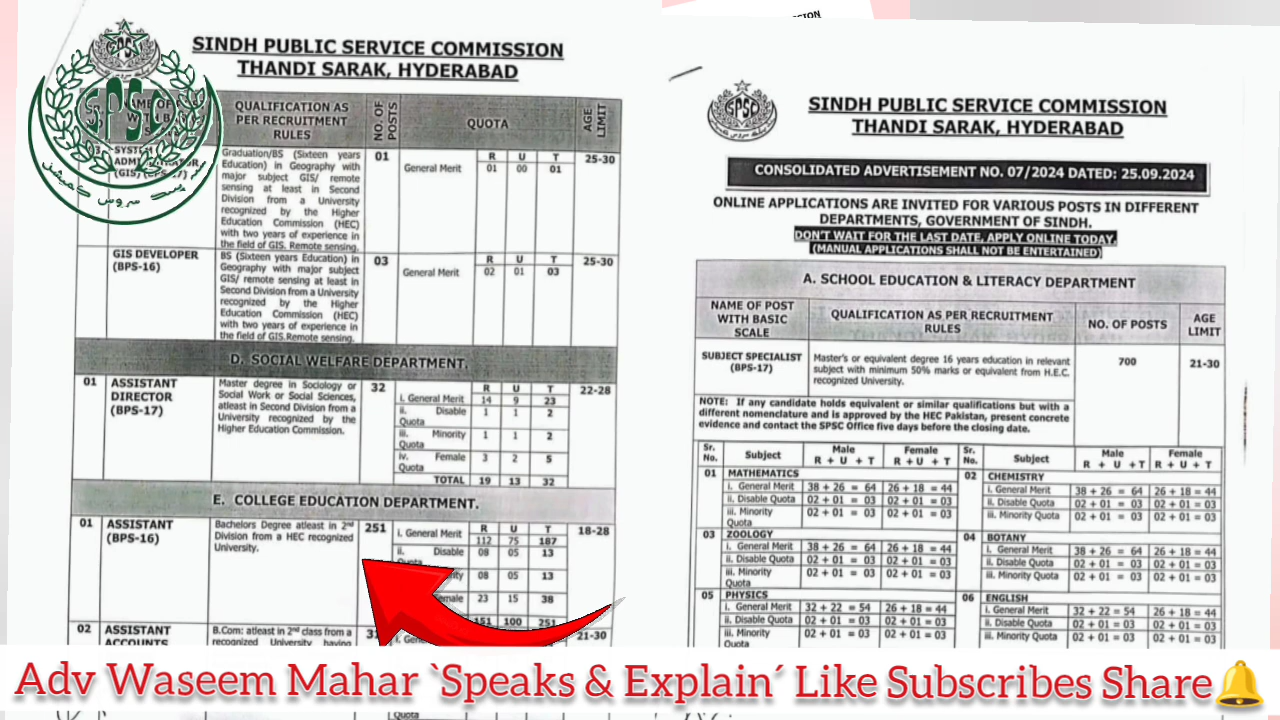 SINDH PUBLIC SERVICE COMMISSION
THANDI SARAK, HYDERABAD
SPSC
QUALIFICATION AS PER RECRUITMENT RULES
NO. OF POSTS
QUOTA
AGE LIMIT
Graduation/BS (Sixteen years
Education) in Geography with
major subject GIS/ remote
sensing at least in Second
Division from a University
recognized by the Higher
Education Commission (HEC)
with two years of experience in
the field of GIS. Remote sensing.
01
General Merit
R U T
01 00 01
25-30
GIS DEVELOPER
(BPS-16)
BS (Sixteen years Education) in
Geography with major subject
GIS/ remote sensing at least in
Second Division from a University
recognized by the Higher
Education Commission (HEC)
with two years of experience in
the field of GIS.Remote sensing.
03
General Merit
R U T
02 01 03
25-30
D. SOCIAL WELFARE DEPARTMENT.
01
ASSISTANT
DIRECTOR
(BPS-17)
Master degree in Sociology or
Social Work or Social Sciences,
atleast in Second Division from a
University recognized by the
Higher Education Commission.
32
R U T
i. General Merit 14 9 23
ii. Disable Quota 1 1 2
iii. Minority Quota 1 1 2
iv. Female Quota 3 2 5
TOTAL 19 13 32
22-28
E. COLLEGE EDUCATION DEPARTMENT.
01
ASSISTANT
(BPS-16)
Bachelors Degree atleast in 2nd
Division from a HEC recognized
University.
251
R U T
i. General Merit 112 75 187
ii. Disable
08 05 13
08 05 13
23 15 38
151 100 251
18-28
02
ASSISTANT
ACCOUNTS
B.Com: atleast in 2nd class from a
recognized University having
21-30
Quota
SPSC
SINDH PUBLIC SERVICE COMMISSION
THANDI SARAK, HYDERABAD
CONSOLIDATED ADVERTISEMENT NO. 07/2024 DATED: 25.09.2024
ONLINE APPLICATIONS ARE INVITED FOR VARIOUS POSTS IN DIFFERENT
DEPARTMENTS, GOVERNMENT OF SINDH.
DON'T WAIT FOR THE LAST DATE, APPLY ONLINE TODAY.
(MANUAL APPLICATIONS SHALL NOT BE ENTERTAINED)
A. SCHOOL EDUCATION & LITERACY DEPARTMENT
NAME OF POST WITH BASIC SCALE
QUALIFICATION AS PER RECRUITMENT RULES
NO. OF POSTS
AGE LIMIT
SUBJECT SPECIALIST
(BPS-17)
Master's or equivalent degree 16 years education in relevant
subject with minimum 50% marks or equivalent from H.E.C.
recognized University.
700
21-30
NOTE: If any candidate holds equivalent or similar qualifications but with a
different nomenclature and is approved by the HEC Pakistan, present concrete
evidence and contact the SPSC Office five days before the closing date.
Sr. No. Subject Male R + U + T Female R + U + T Sr. No. Subject Male R + U + T Female R + U + T
01 MATHEMATICS
i. General Merit 38 + 26 = 64 26 + 18 = 44
ii. Disable Quota 02 + 01 = 03 02 + 01 = 03
iii. Minority Quota 02 + 01 = 03 02 + 01 = 03
02 CHEMISTRY
i. General Merit 38 + 26 = 64 26 + 18 = 44
ii. Disable Quota 02 + 01 = 03 02 + 01 = 03
iii. Minority Quota 02 + 01 = 03 02 + 01 = 03
03 ZOOLOGY
i. General Merit 38 + 26 = 64 26 + 18 = 44
ii. Disable Quota 02 + 01 = 03 02 + 01 = 03
iii. Minority Quota 02 + 01 = 03 02 + 01 = 03
04 BOTANY
i. General Merit 38 + 26 = 64 26 + 18 = 44
ii. Disable Quota 02 + 01 = 03 02 + 01 = 03
iii. Minority Quota 02 + 01 = 03 02 + 01 = 03
05 PHYSICS
i. General Merit 32 + 22 = 54 26 + 18 = 44
ii. Disable Quota 02 + 01 = 03 02 + 01 = 03
iii. Minority Quota 02 + 01 = 03 02 + 01 = 03
06 ENGLISH
i. General Merit 32 + 22 = 54 26 + 18 = 44
ii. Disable Quota 02 + 01 = 03 02 + 01 = 03
iii. Minority Quota 02 + 01 = 03 02 + 01 = 03
Adv Waseem Mahar `Speaks & Explain´ Like Subscribes Share